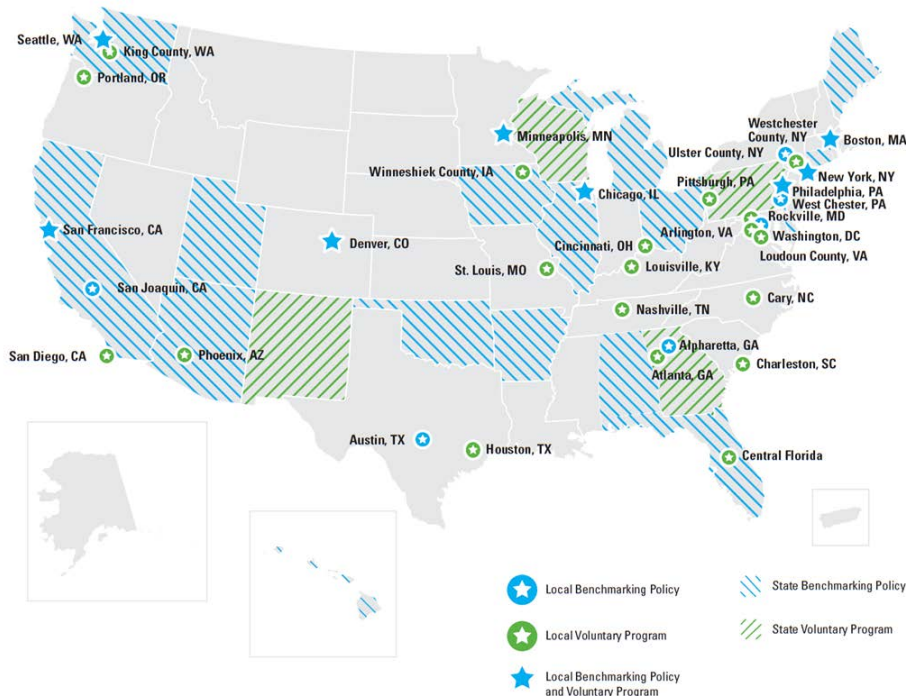 Seattle, WA
King County, WA
Portland, OR
Minneapolis, MN
Winneshiek County, IA
Chicago, IL
Westchester
County, NY
Boston, MA
Ulster County, NY
New York, NY
Pittsburgh, PA
Philadelphia, PA
West Chester, PA
Rockville, MD
Arlington, VA
Washington, DC
Loudoun County, VA
San Francisco, CA
Denver, CO
Cincinnati, OH
St. Louis, MO
Louisville, KY
San Joaquin, CA
Nashville, TN
Cary, NC
San Diego, CA
Phoenix, AZ
Alpharetta, GA
Atlanta, GA
Charleston, SC
Austin, TX
Houston, TX
Central Florida
Local Benchmarking Policy
State Benchmarking Policy
Local Voluntary Program
State Voluntary Program
Local Benchmarking Policy
and Voluntary Program